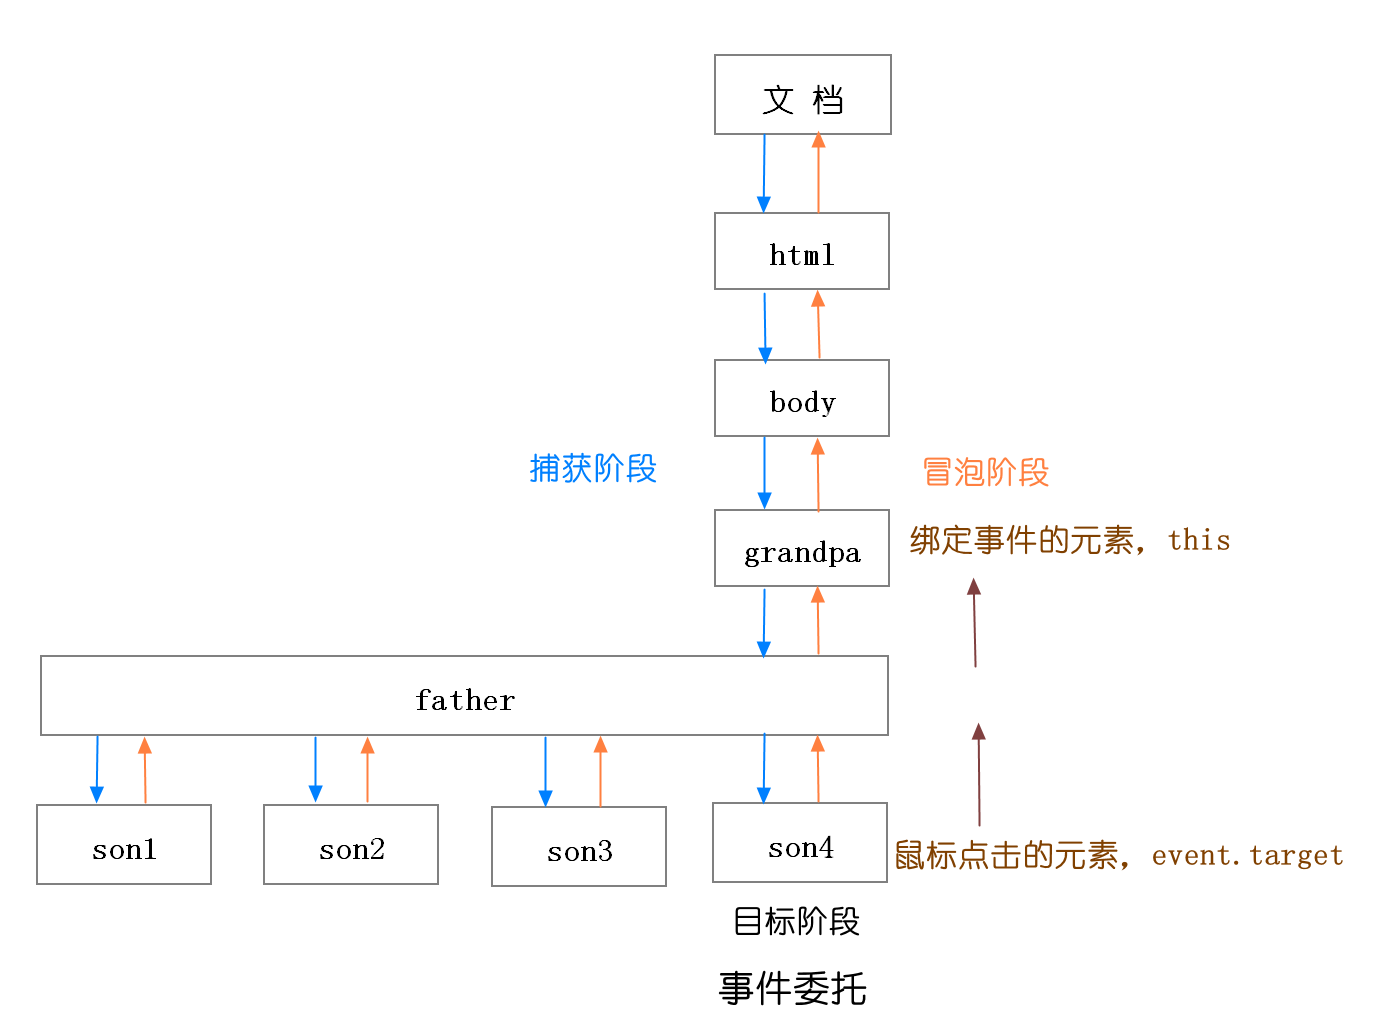 文 档
html
body
捕获阶段
冒泡阶段
grandpa
绑定事件的元素，this
father
son1
son2
son3
son4
鼠标点击的元素，event.target
目标阶段
事件委托